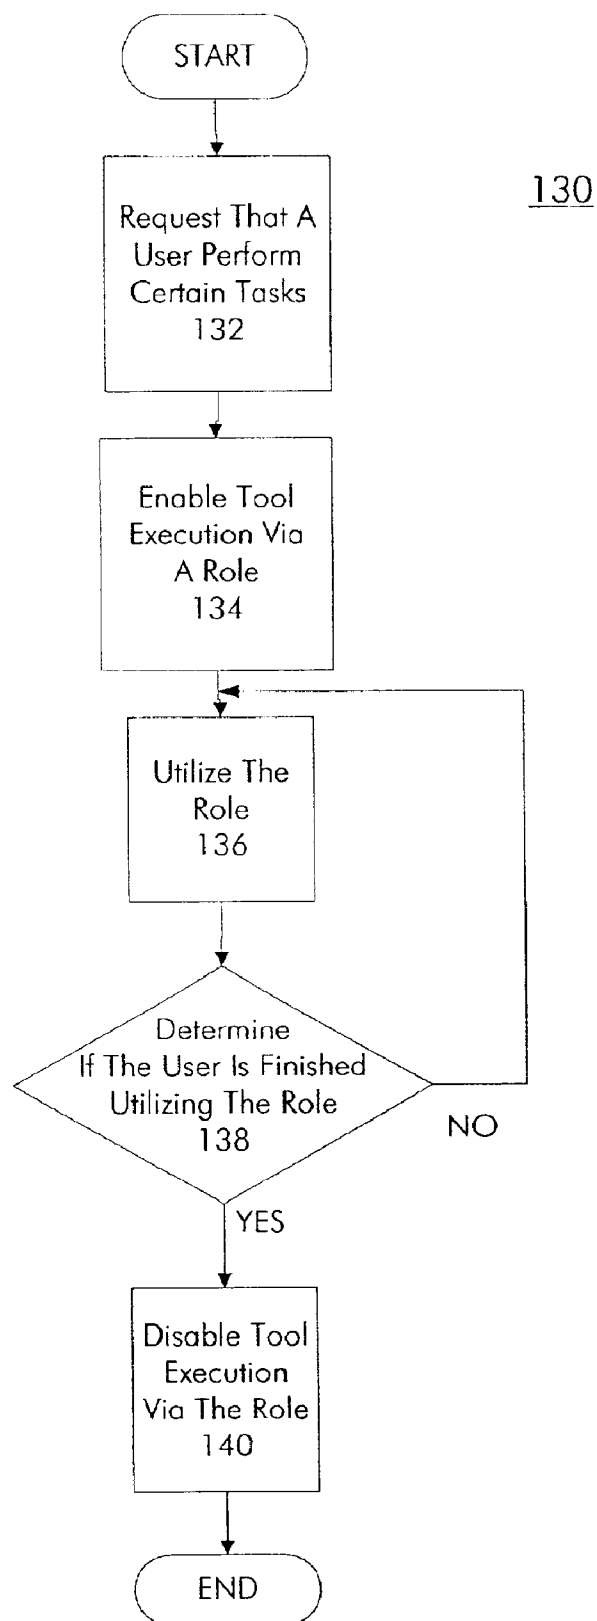 START
130
Request That A
User Perform
Certain Tasks
132
Enable Tool
Execution Via
A Role
134
Utilize The
Role
136
Determine
If The User Is Finished
Utilizing The Role
138
NO
YES
Disable Tool
Execution
Via The Role
140
END